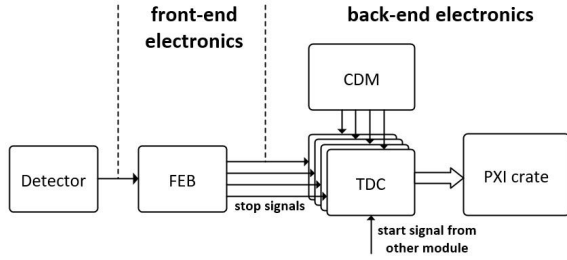 front-end
electronics
back-end electronics
CDM
Detector
FEB
TDC
PXI crate
stop signals
start signal from
other module